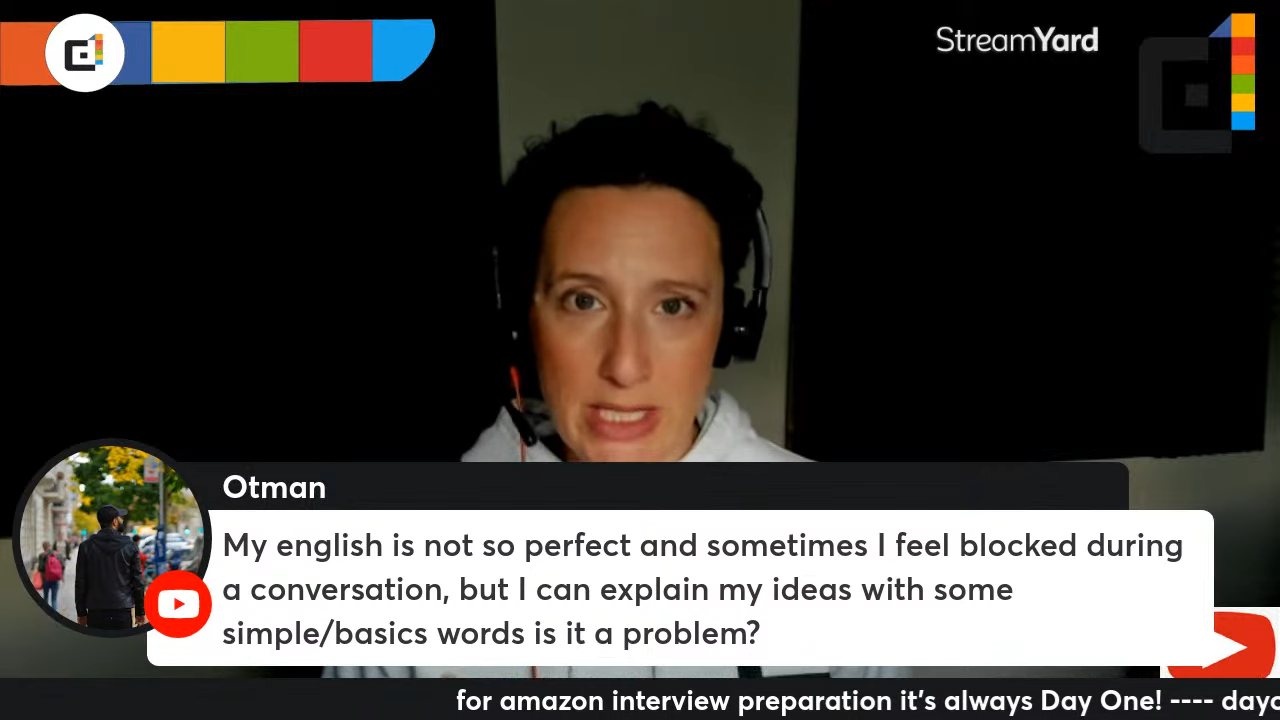 StreamYard
Otman
My english is not so perfect and sometimes I feel blocked during
a conversation, but I can explain my ideas with some
simple/basics words is it a problem?
for amazon interview preparation it's always Day One! ----